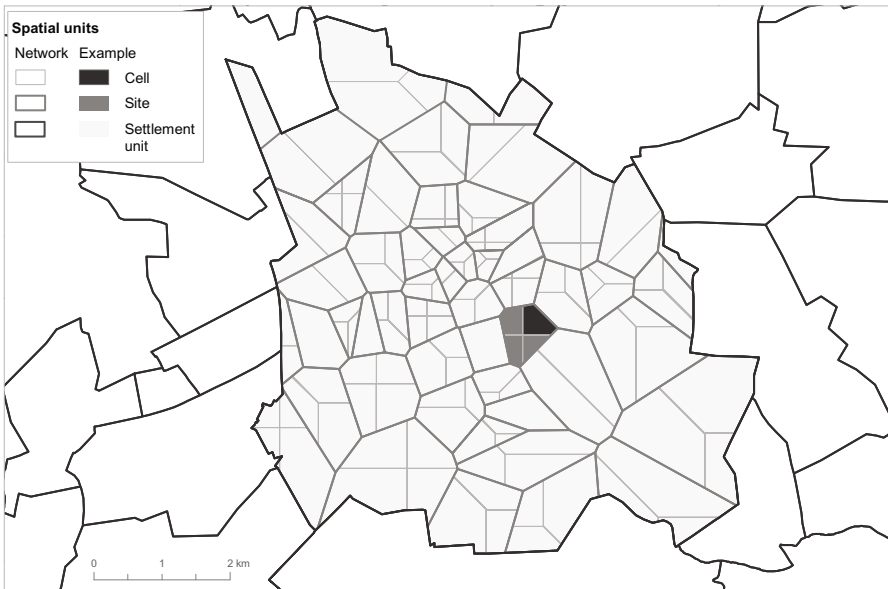 Spatial units
Network Example
Cell
Site
Settlement
unit
0 1 2 km